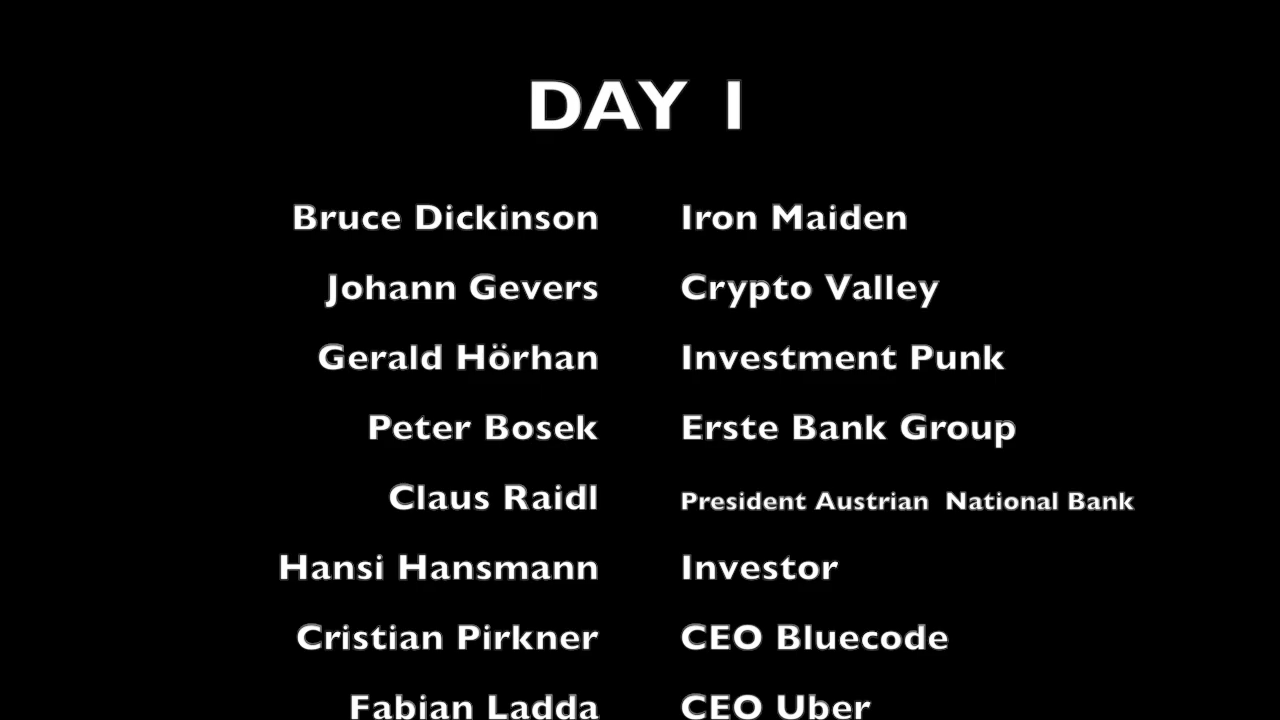 DAY 1
Bruce Dickinson Iron Maiden
Johann Gevers Crypto Valley
Gerald Hörhan Investment Punk
Peter Bosek Erste Bank Group
Claus Raidl President Austrian National Bank
Hansi Hansmann Investor
Cristian Pirkner CEO Bluecode
Fabian Ladda CEO Uber